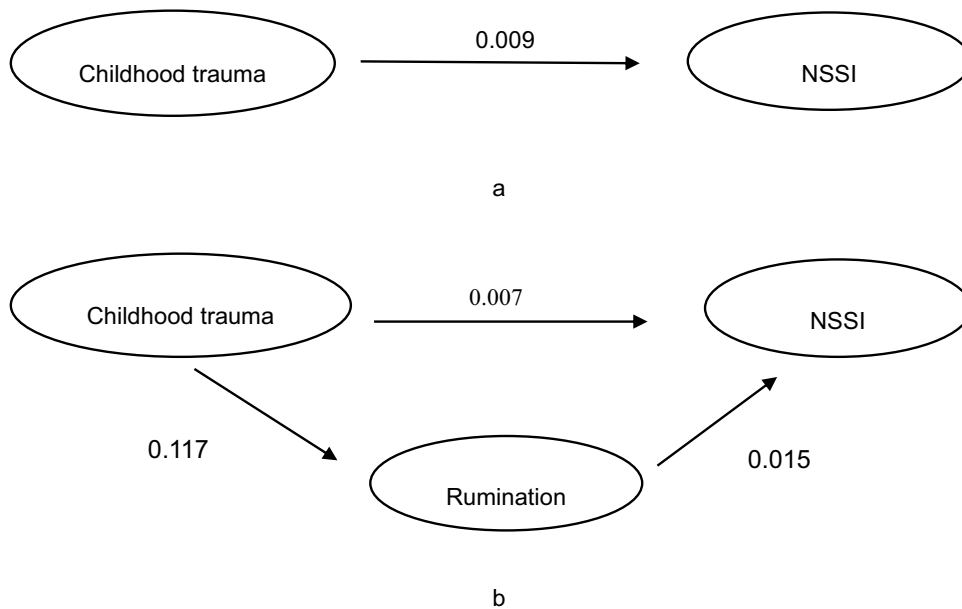 0.009
Childhood trauma
NSSI
a
0.007
Childhood trauma
NSSI
0.117
0.015
Rumination
b